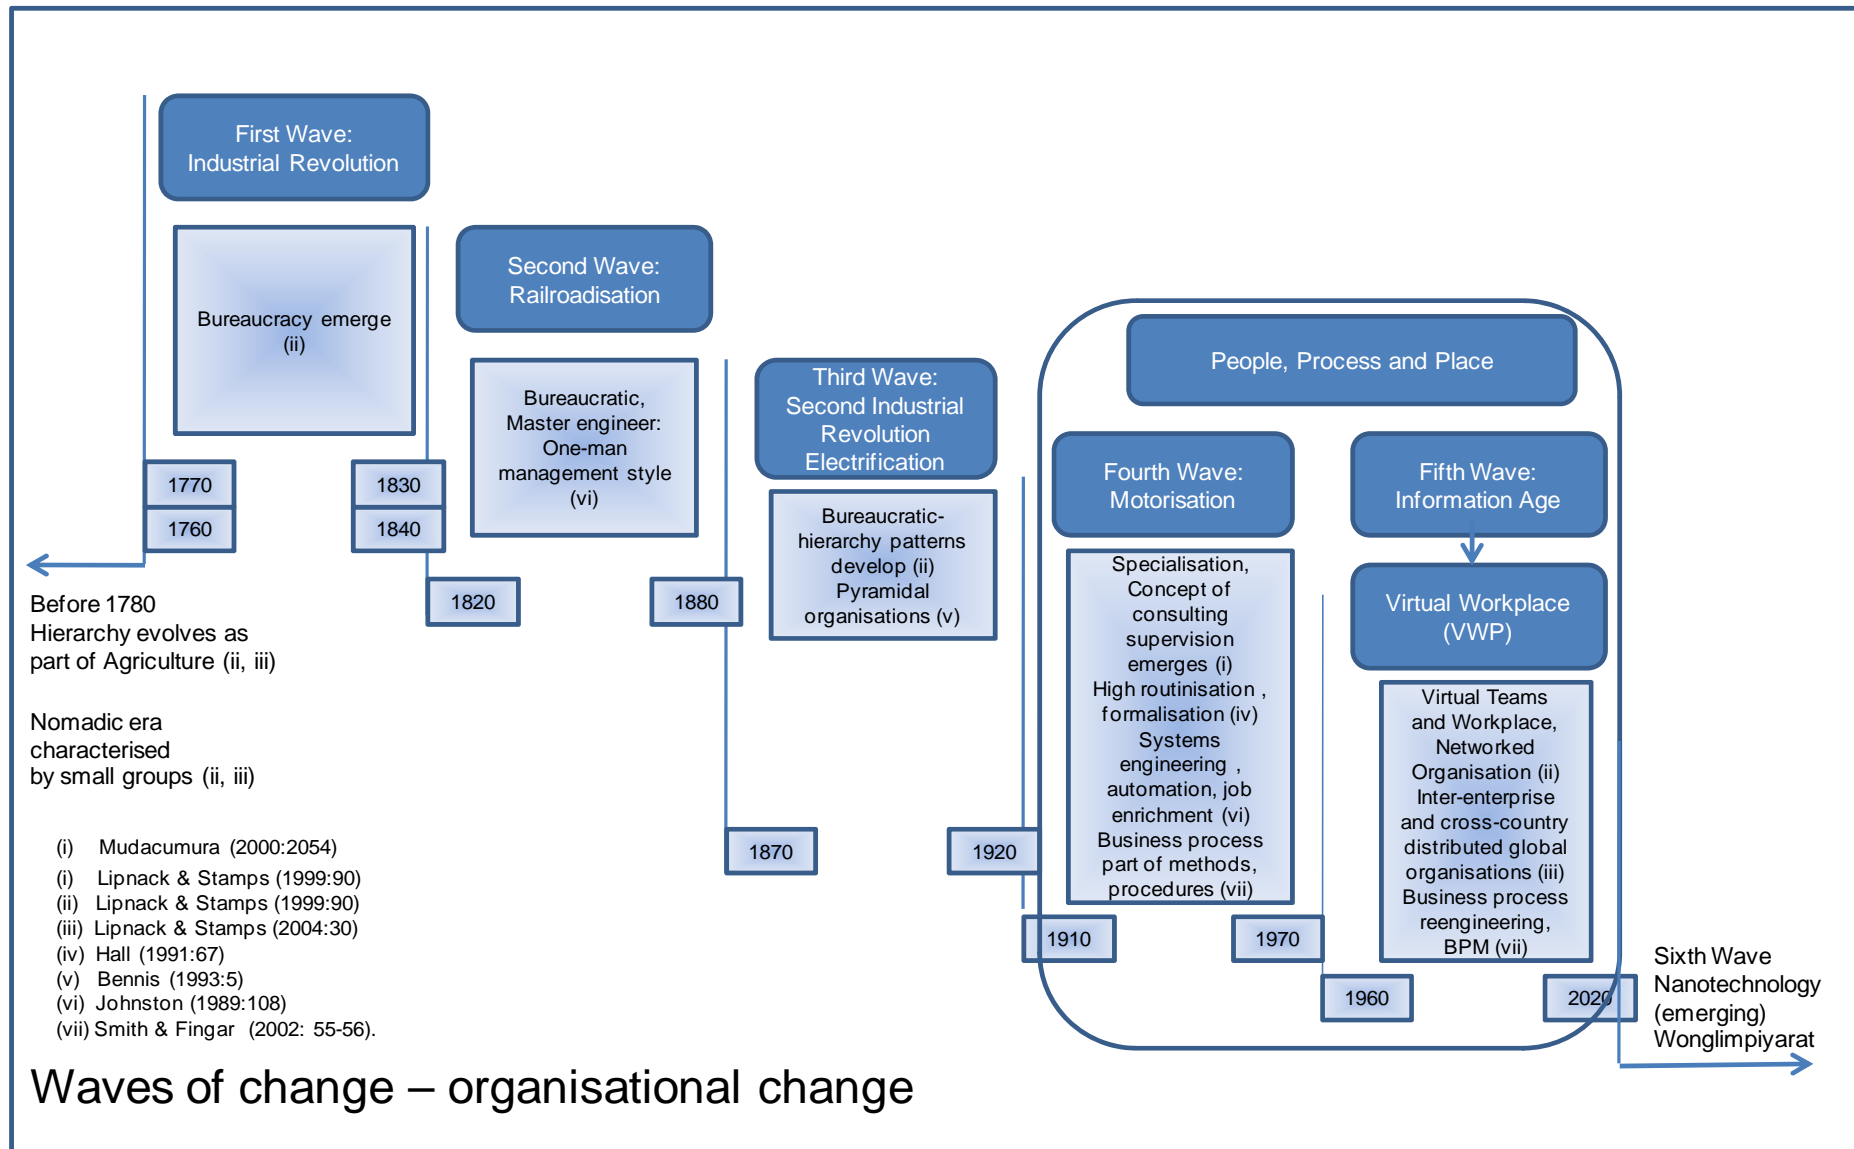 First Wave:
Industrial Revolution
Bureaucracy emerge
(ii)
1770
1830
1760
1840
Before 1780
Hierarchy evolves as
part of Agriculture (ii, iii)
Nomadic era
characterised
by small groups (ii, iii)
Second Wave:
Railroadisation
Bureaucratic,
Master engineer:
One-man
management style
(vi)
1820
1880
Third Wave:
Second Industrial
Revolution
Electrification
Bureaucratic-
hierarchy patterns
develop (ii)
Pyramidal
organisations (v)
1870
1920
People, Process and Place
Fourth Wave:
Motorisation
Specialisation,
Concept of
consulting
supervision
emerges (i)
High routinisation ,
formalisation (iv)
Systems
engineering ,
automation, job
enrichment (vi)
Business process
part of methods,
procedures (vii)
1910
1970
Fifth Wave:
Information Age
Virtual Workplace
(VWP)
Virtual Teams
and Workplace,
Networked
Organisation (ii)
Inter-enterprise
and cross-country
distributed global
organisations (iii)
Business process
reengineering,
BPM (vii)
1960
2020
Sixth Wave
Nanotechnology
(emerging)
Wonglimpiyarat
(i) Mudacumura (2000:2054)
(i) Lipnack & Stamps (1999:90)
(ii) Lipnack & Stamps (1999:90)
(iii) Lipnack & Stamps (2004:30)
(iv) Hall (1991:67)
(v) Bennis (1993:5)
(vi) Johnston (1989:108)
(vii) Smith & Fingar (2002: 55-56).
Waves of change – organisational change